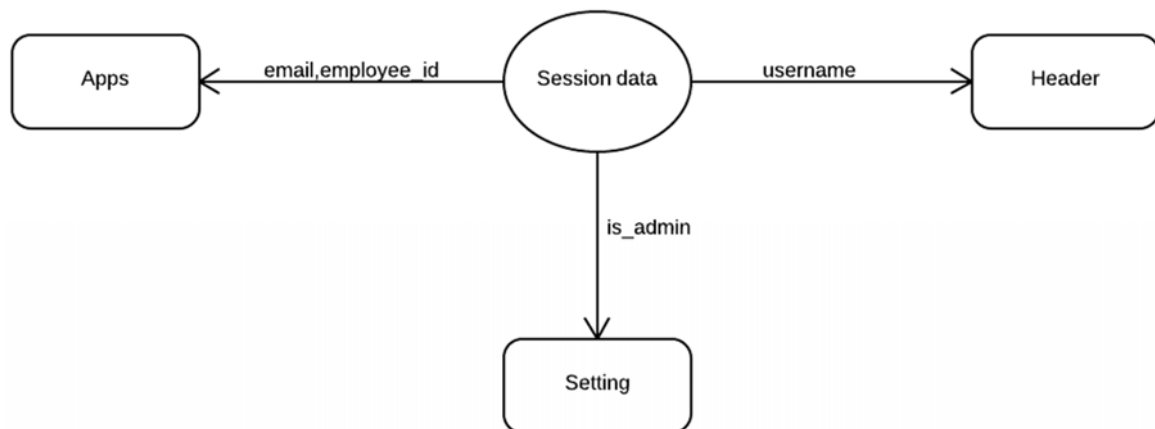 Apps
email,employee_id
Session data
username
Header
is_admin
Setting